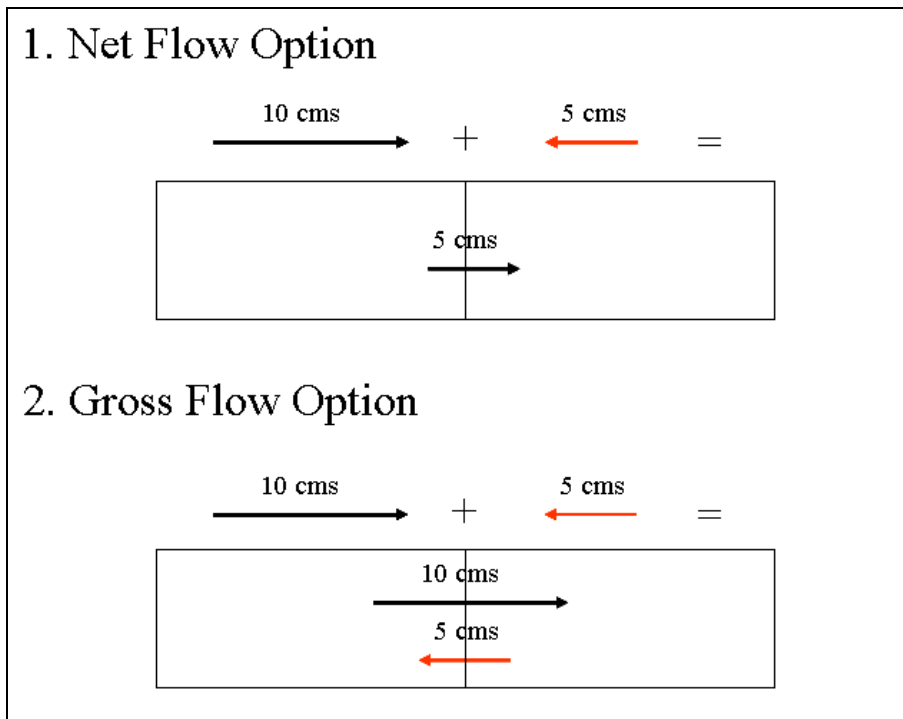 1. Net Flow Option
10 cms + 5 cms =
5 cms
2. Gross Flow Option
10 cms + 5 cms =
10 cms
5 cms